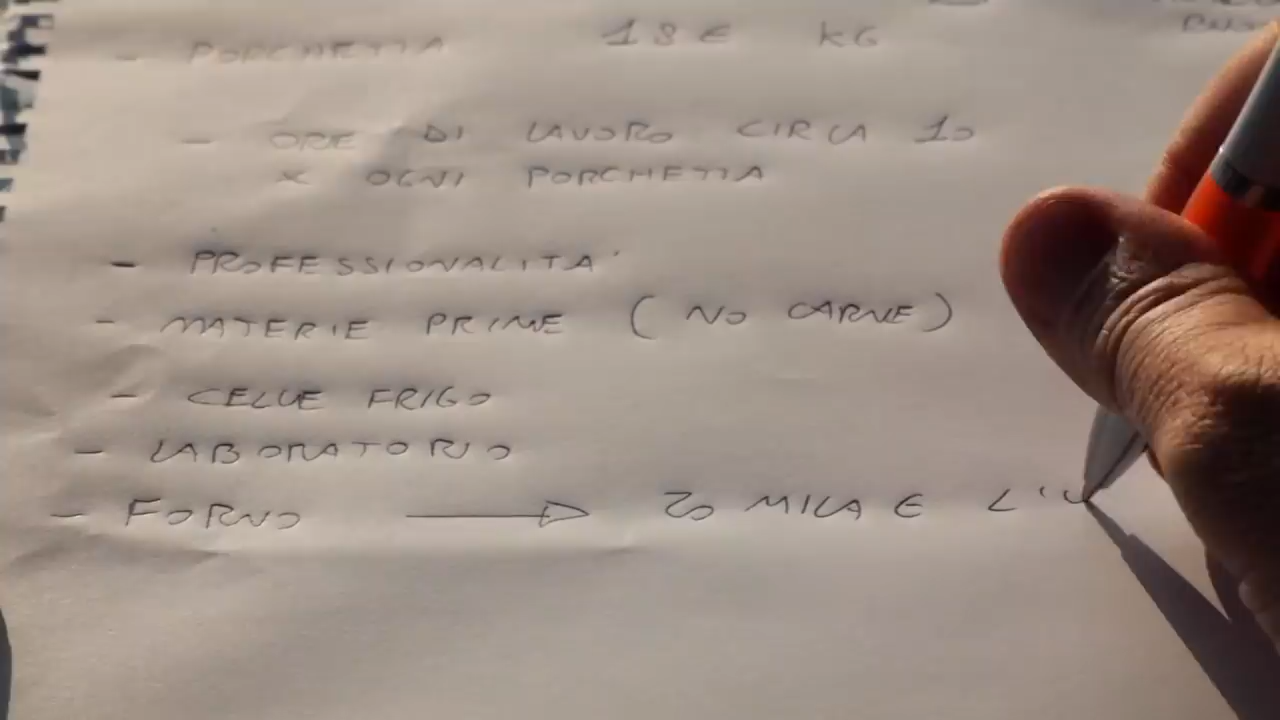 - PORCHETTA 18€ KG
- ORE DI LAVORO CIRCA 10
X OGNI PORCHETTA
- PROFESSIONALITA'
- MATERIE PRIME (NO CARNE)
- CELLE FRIGO
- LABORATORIO
- FORNO → 20 MILA € L'U